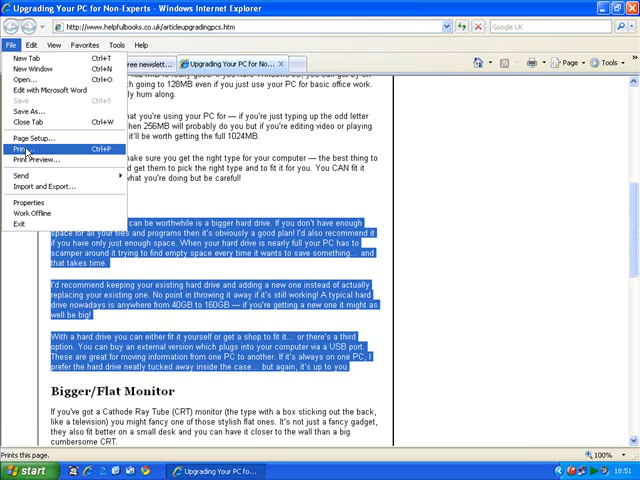 Upgrading Your PC for Non-Experts - Windows Internet Explorer
http://www.helpfulbooks.co.uk/articleupgradingpcs.htm
Google UK
File Edit View Favorites Tools Help
New Tab Ctrl+T
New Window Ctrl+N
Open... Ctrl+O
Edit with Microsoft Word
Save Ctrl+S
Save As...
Close Tab Ctrl+W
Page Setup...
Print... Ctrl+P
Print Preview...
Send
Import and Export...
Properties
Work Offline
Exit
free newslett...
Upgrading Your PC for No...
Page
Tools
th going to 128MB even if you just use your PC for basic office work.
ly hum along.
at you're using your PC for — if you're just typing up the odd letter
hen 256MB will probably do you but if you're editing video or playing
will be worth getting the full 1024MB.
make sure you get the right type for your computer — the best thing to
d get them to pick the right type and to fit it for you. You CAN fit it
what you're doing but be careful!
can be worthwhile is a bigger hard drive. If you don't have enough
space for all your files and programs then it's obviously a good plan! I'd also recommend it
if you have only just enough space. When your hard drive is nearly full your PC has to
scamper around it trying to find empty space every time it wants to save something... and
that takes time.
I'd recommend keeping your existing hard drive and adding a new one instead of actually
replacing your existing one. No point in throwing it away if it's still working! A typical hard
drive nowadays is anywhere from 40GB to 160GB — if you're getting a new one it might as
well be big!
With a hard drive you can either fit it yourself or get a shop to fit it... or there's a third
option. You can buy an external version which plugs into your computer via a USB port.
These are great for moving information from one PC to another. If it's always on one PC, I
prefer the hard drive neatly tucked away inside the case... but again, it's up to you.
Bigger/Flat Monitor
If you've got a Cathode Ray Tube (CRT) monitor (the type with a box sticking out the back,
like a television) you might fancy one of those stylish flat ones. It's not just a fancy gadget,
they also fit better on a small desk and you can have it closer to the wall than a big
cumbersome CRT.
Prints this page.
100%
start
Upgrading Your PC for...
18:51